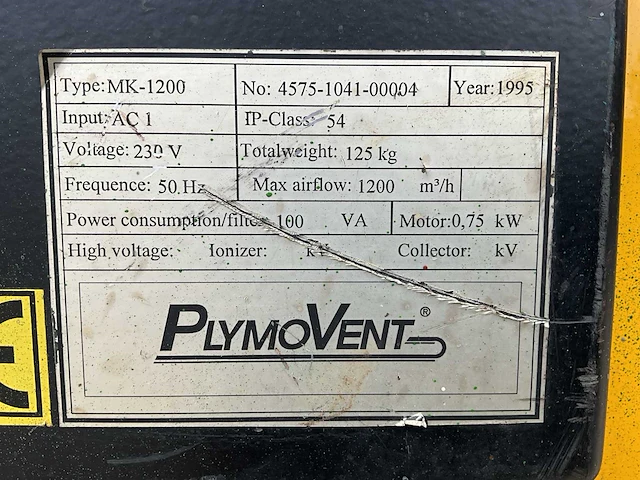 Type: MK-1200 No: 4575-1041-00004 Year: 1995
Input: AC 1 IP-Class: 54
Voltage: 230 V Totalweight: 125 kg
Frequence: 50 Hz Max airflow: 1200 m³/h
Power consumption/filter 100 VA Motor: 0,75 kW
High voltage: Ionizer: kV Collector: kV
PLYMOVENT®
CE